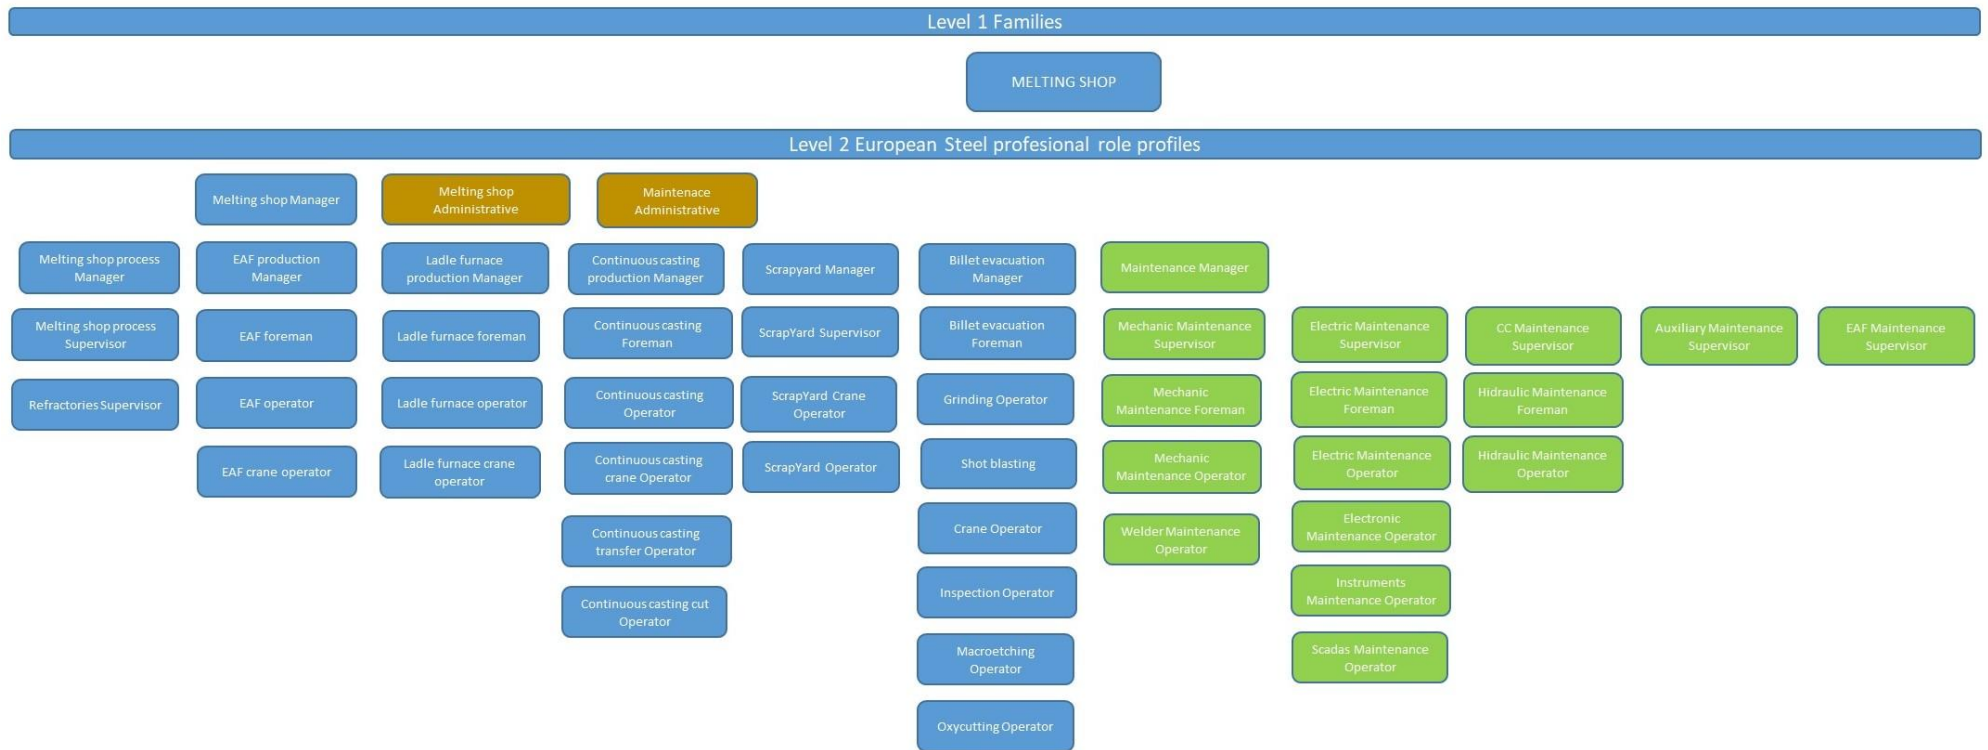 Level 1 Families
MELTING SHOP
Level 2 European Steel profesional role profiles
Melting shop Manager
Melting shop
Administrative
Maintenace
Administrative
Melting shop process
Manager
EAF production
Manager
Ladle furnace
production Manager
Continuous casting
production Manager
Scrapyard Manager
Billet evacuation
Manager
Maintenance Manager
Melting shop process
Supervisor
EAF foreman
Ladle furnace foreman
Continuous casting
Foreman
ScrapYard Supervisor
Billet evacuation
Foreman
Mechanic Maintenance
Supervisor
Electric Maintenance
Supervisor
CC Maintenance
Supervisor
Auxiliary Maintenance
Supervisor
EAF Maintenance
Supervisor
Refractories Supervisor
EAF operator
Ladle furnace operator
Continuous casting
Operator
ScrapYard Crane
Operator
Grinding Operator
Mechanic
Maintenance Foreman
Electric Maintenance
Foreman
Hidraulic Maintenance
Foreman
EAF crane operator
Ladle furnace crane
operator
Continuous casting
crane Operator
ScrapYard Operator
Shot blasting
Mechanic
Maintenance Operator
Electric Maintenance
Operator
Hidraulic Maintenance
Operator
Continuous casting
transfer Operator
Crane Operator
Welder Maintenance
Operator
Electronic
Maintenance Operator
Continuous casting cut
Operator
Inspection Operator
Instruments
Maintenance Operator
Macroetching
Operator
Scadas Maintenance
Operator
Oxycutting Operator